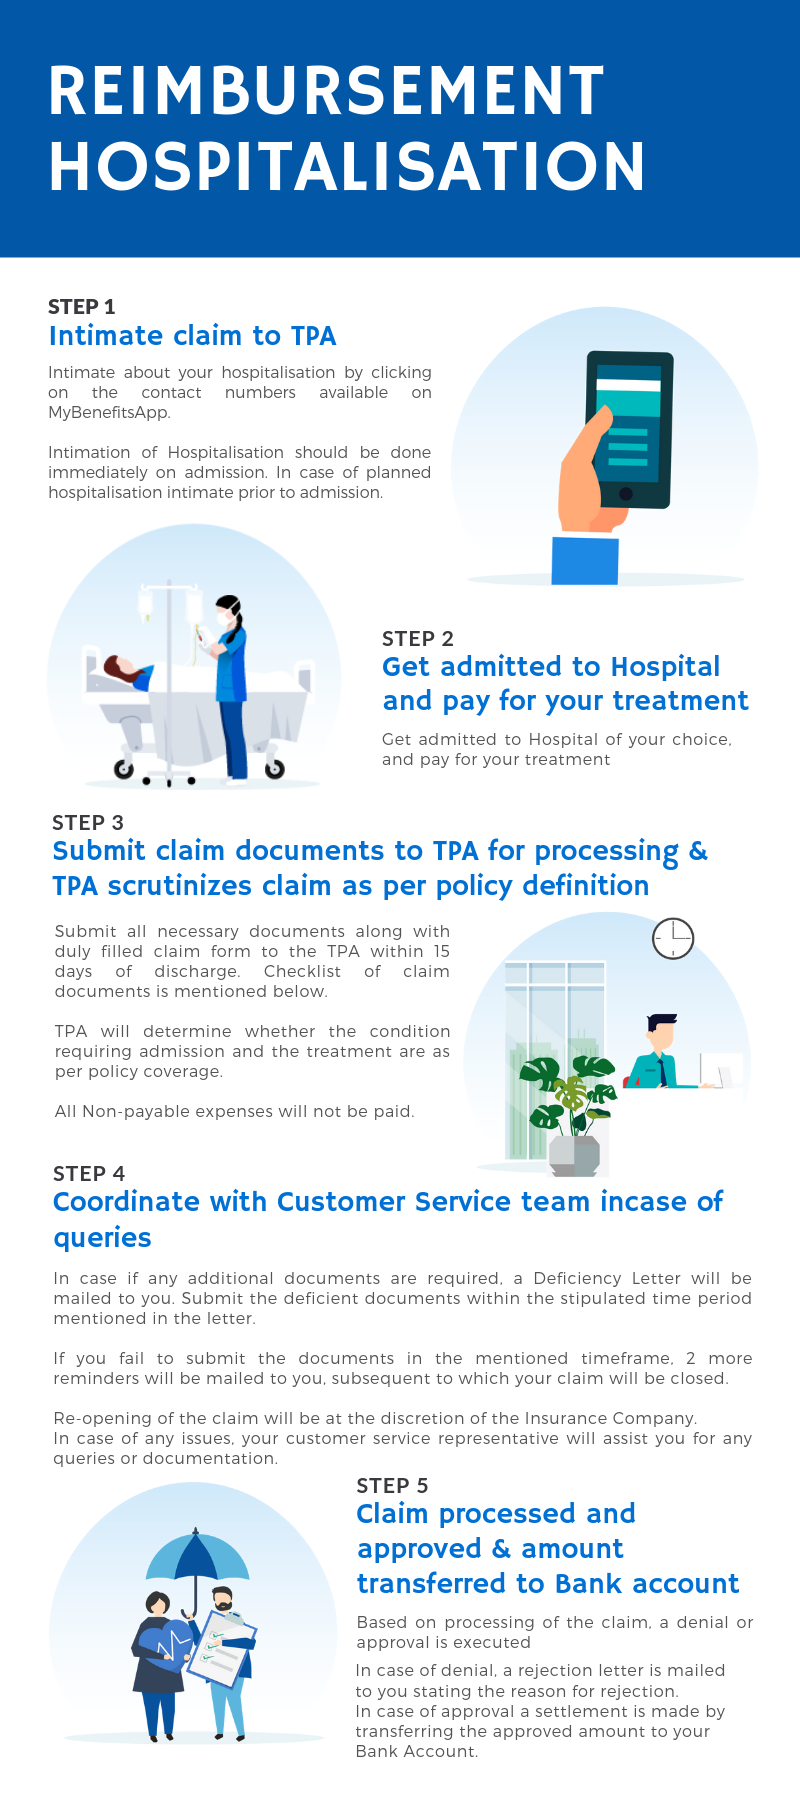 REIMBURSEMENT
HOSPITALISATION
STEP 1
Intimate claim to TPA
Intimate about your hospitalisation by clicking
on the contact numbers available on
MyBenefitsApp.
Intimation of Hospitalisation should be done
immediately on admission. In case of planned
hospitalisation intimate prior to admission.
STEP 2
Get admitted to Hospital
and pay for your treatment
Get admitted to Hospital of your choice,
and pay for your treatment
STEP 3
Submit claim documents to TPA for processing &
TPA scrutinizes claim as per policy definition
Submit all necessary documents along with
duly filled claim form to the TPA within 15
days of discharge. Checklist of claim
documents is mentioned below.
TPA will determine whether the condition
requiring admission and the treatment are as
per policy coverage.
All Non-payable expenses will not be paid.
STEP 4
Coordinate with Customer Service team incase of
queries
In case if any additional documents are required, a Deficiency Letter will be
mailed to you. Submit the deficient documents within the stipulated time period
mentioned in the letter.
If you fail to submit the documents in the mentioned timeframe, 2 more
reminders will be mailed to you, subsequent to which your claim will be closed.
Re-opening of the claim will be at the discretion of the Insurance Company.
In case of any issues, your customer service representative will assist you for any
queries or documentation.
STEP 5
Claim processed and
approved & amount
transferred to Bank account
Based on processing of the claim, a denial or
approval is executed
In case of denial, a rejection letter is mailed
to you stating the reason for rejection.
In case of approval a settlement is made by
transferring the approved amount to your
Bank Account.